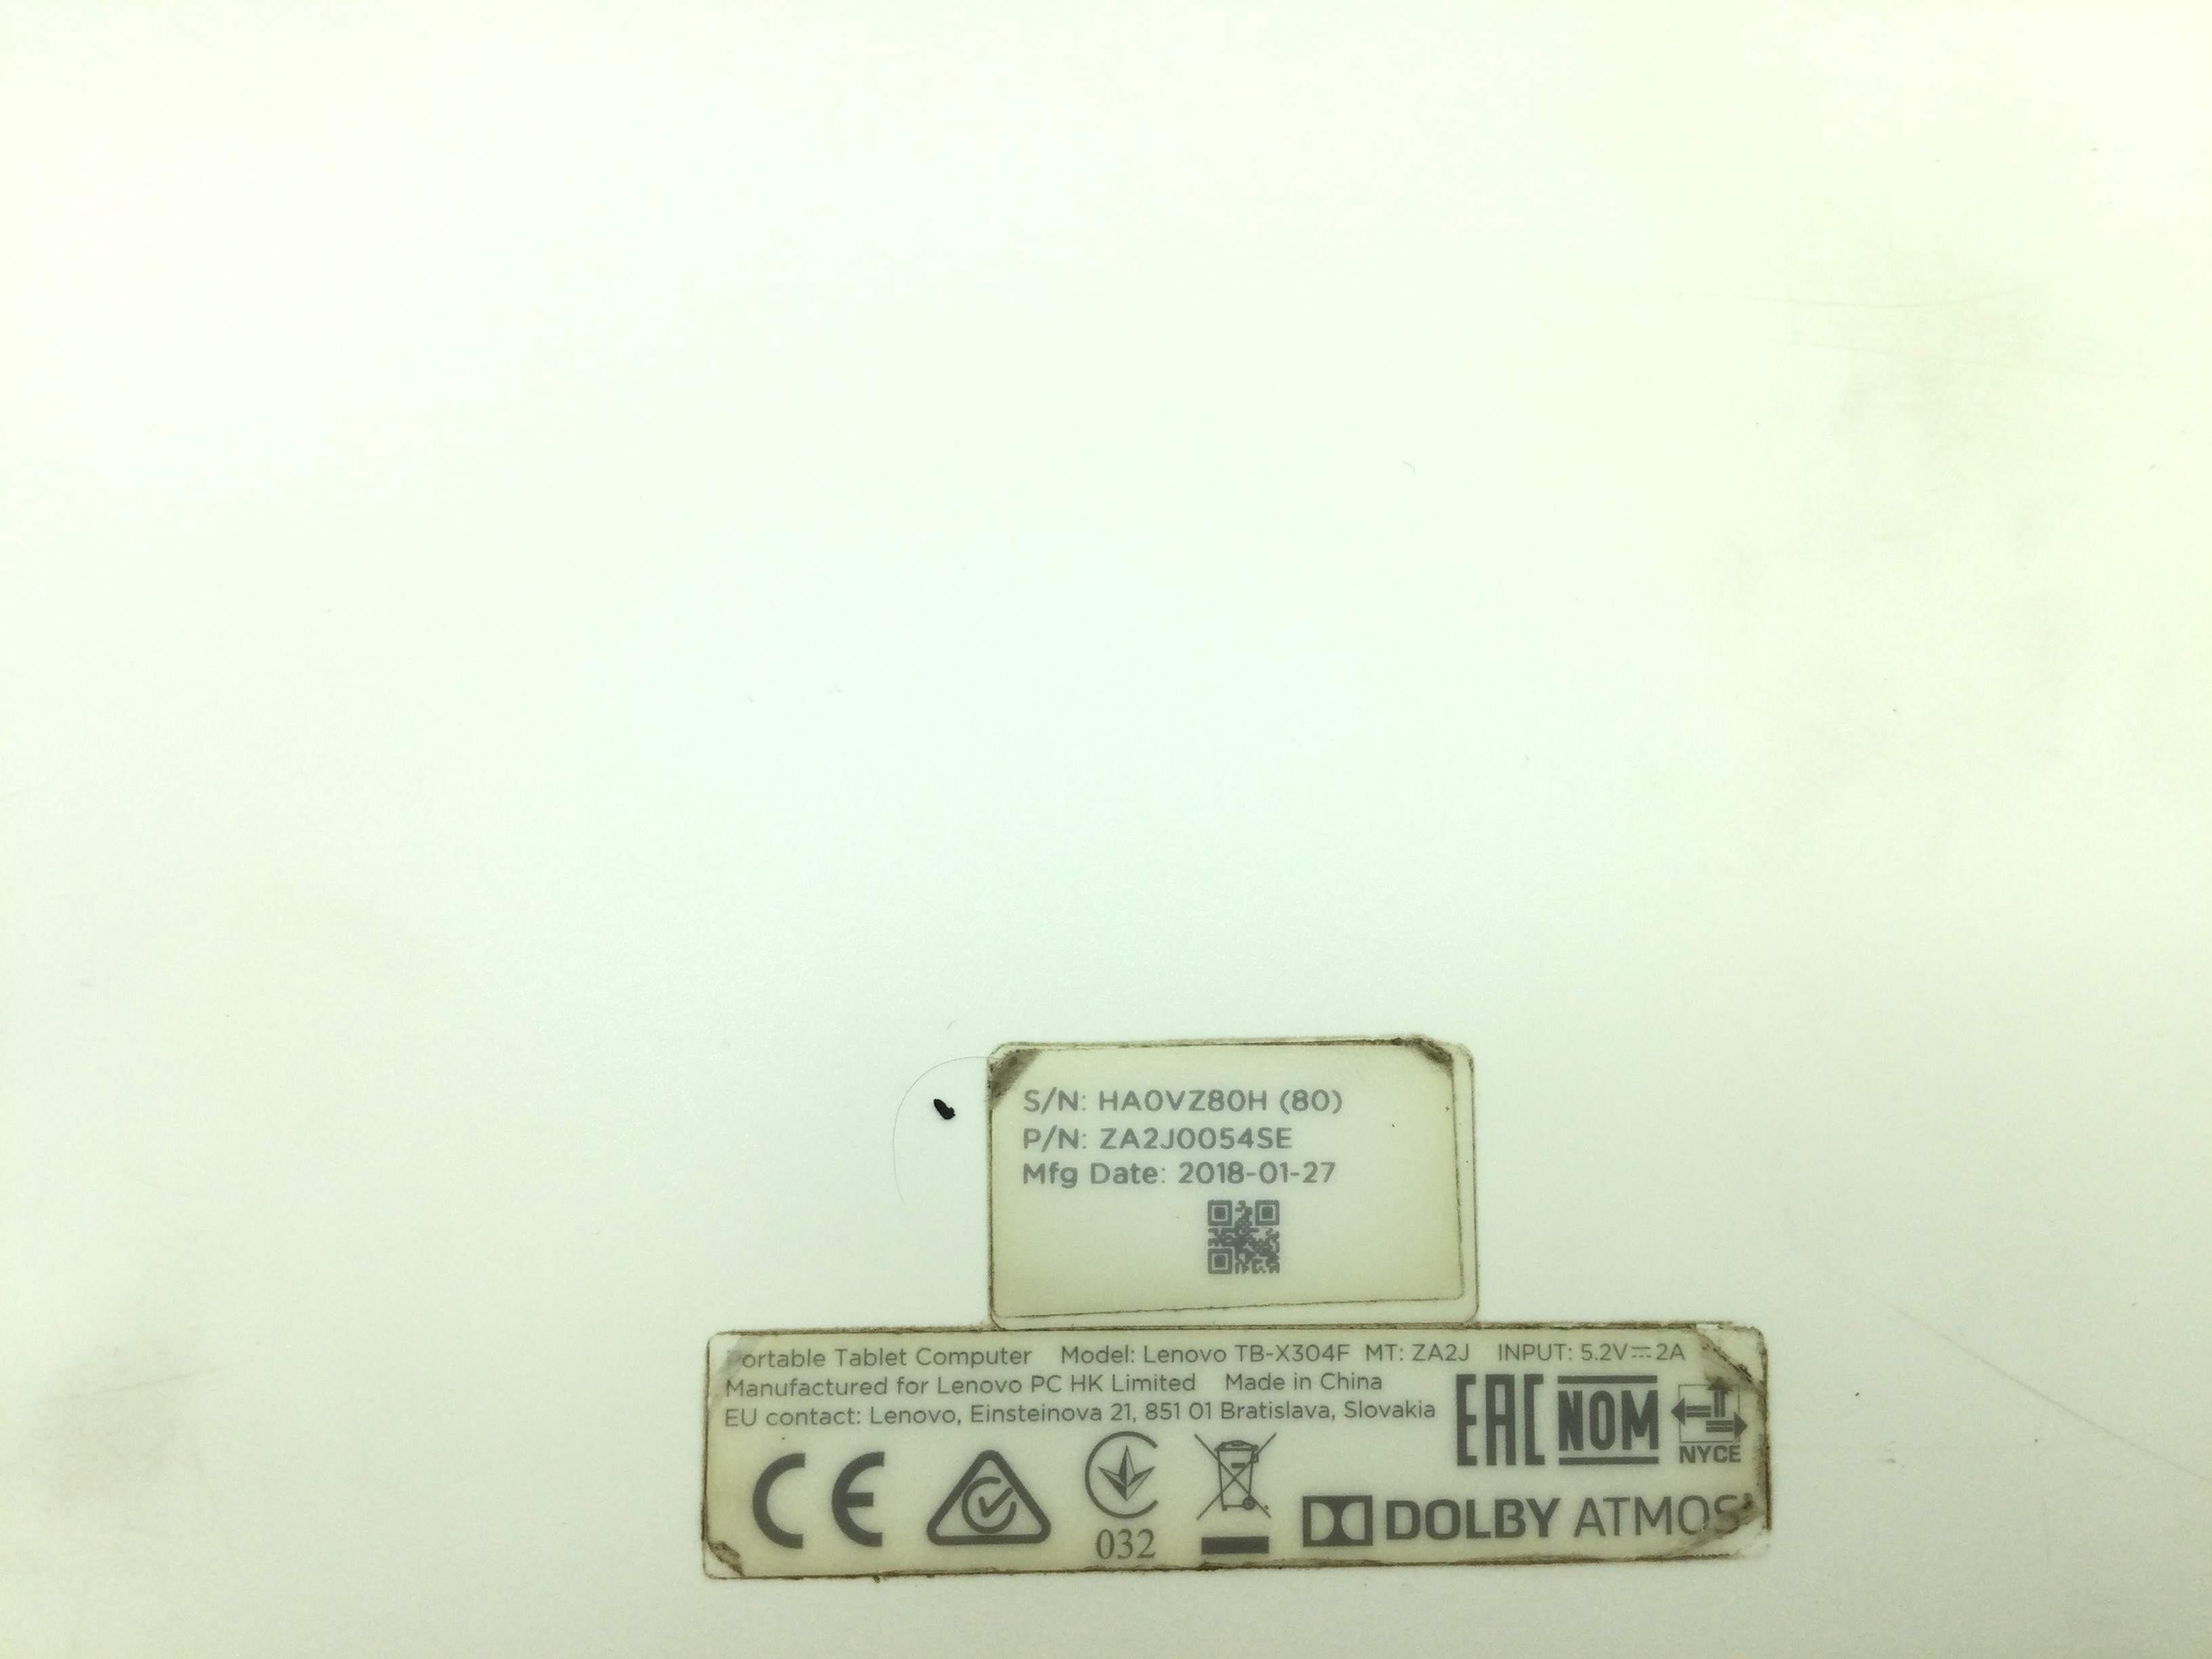 S/N: HA0VZ80H (80)
P/N: ZA2J0054SE
Mfg Date: 2018-01-27
Portable Tablet Computer Model: Lenovo TB-X304F MT: ZA2J INPUT: 5.2V⎓2A
Manufactured for Lenovo PC HK Limited Made in China
EU contact: Lenovo, Einsteinova 21, 851 01 Bratislava, Slovakia
EAC NOM
NYCE
CE
032
DOLBY ATMOS